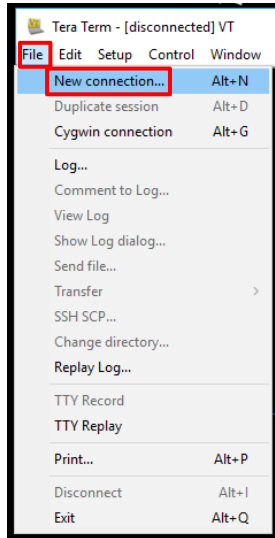 Tera Term - [disconnected] VT
File Edit Setup Control Window
New connection... Alt+N
Duplicate session Alt+D
Cygwin connection Alt+G
Log...
Comment to Log...
View Log
Show Log dialog...
Send file...
Transfer >
SSH SCP...
Change directory...
Replay Log...
TTY Record
TTY Replay
Print... Alt+P
Disconnect Alt+I
Exit Alt+Q